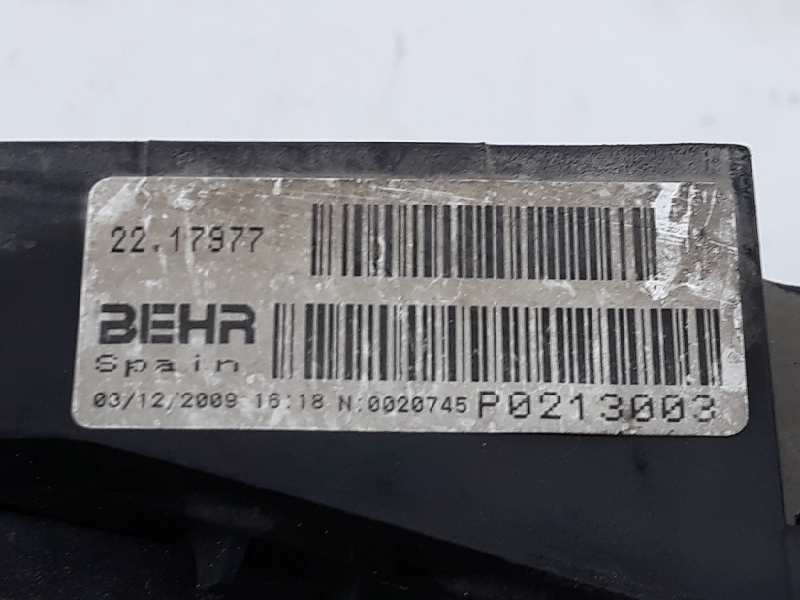 22.17977
BEHR
Spain
03/12/2009 16:18 N:0020745 P0213003